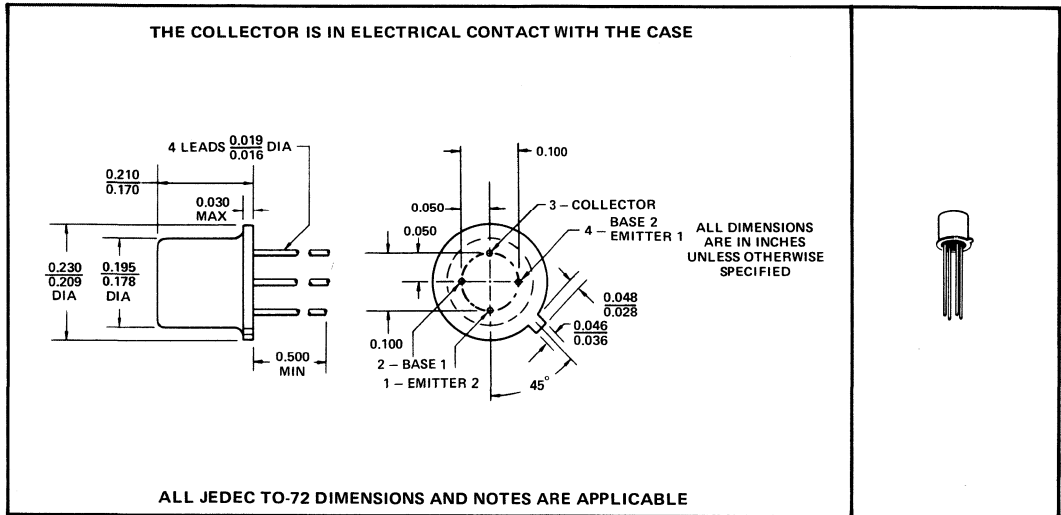 THE COLLECTOR IS IN ELECTRICAL CONTACT WITH THE CASE
4 LEADS 0.019/0.016 DIA
0.210
0.170
0.030
MAX
0.230
0.209
DIA
0.195
0.178
DIA
0.500
MIN
0.100
0.050
0.050
0.100
3 – COLLECTOR
BASE 2
4 – EMITTER 1
2 – BASE 1
1 – EMITTER 2
45°
0.048
0.028
0.046
0.036
ALL DIMENSIONS
ARE IN INCHES
UNLESS OTHERWISE
SPECIFIED
ALL JEDEC TO-72 DIMENSIONS AND NOTES ARE APPLICABLE